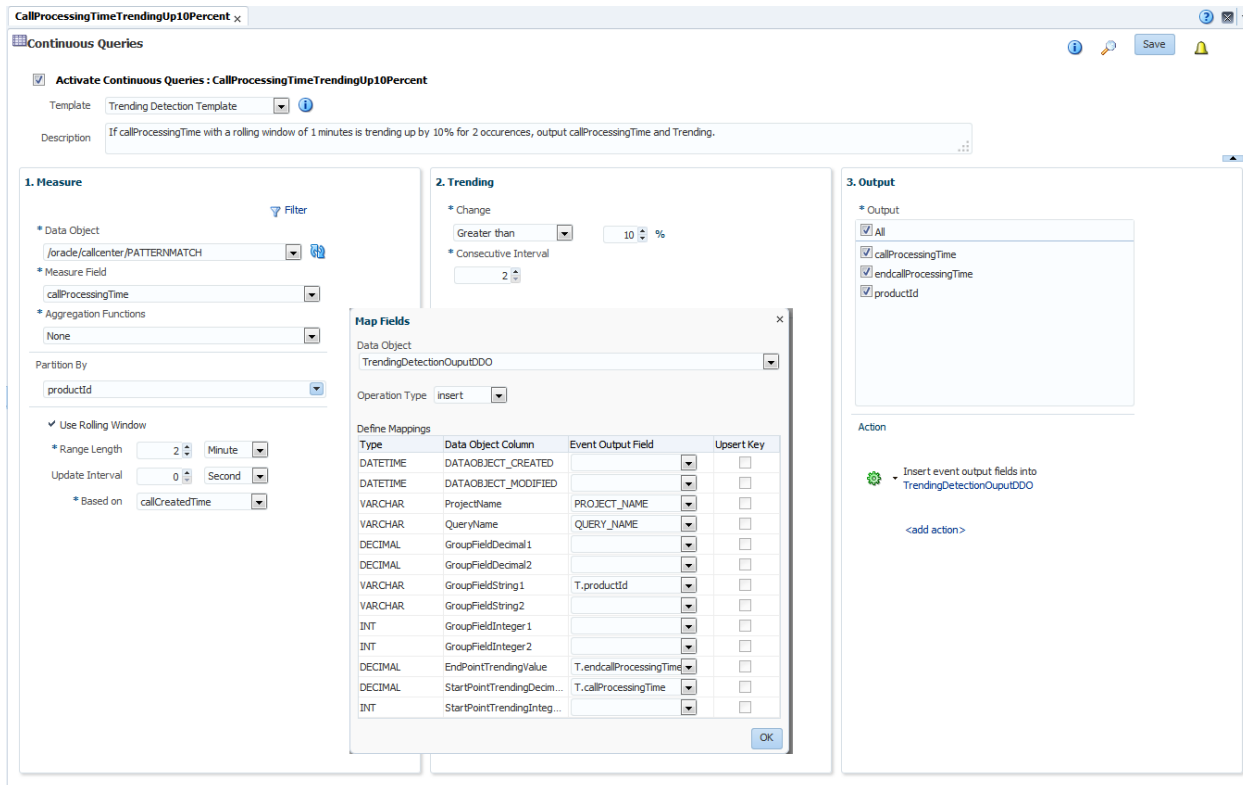 CallProcessingTimeTrendingUp10Percent x
Continuous Queries
Save
Activate Continuous Queries : CallProcessingTimeTrendingUp10Percent
Template Trending Detection Template
Description If callProcessingTime with a rolling window of 1 minutes is trending up by 10% for 2 occurences, output callProcessingTime and Trending.
1. Measure
Filter
* Data Object
/oracle/callcenter/PATTERNMATCH
* Measure Field
callProcessingTime
* Aggregation Functions
None
Partition By
productId
Use Rolling Window
* Range Length 2 Minute
Update Interval 0 Second
* Based on callCreatedTime
2. Trending
* Change
Greater than 10 %
* Consecutive Interval
2
Map Fields x
Data Object
TrendingDetectionOuputDDO
Operation Type insert
Define Mappings
Type Data Object Column Event Output Field Upsert Key
DATETIME DATAOBJECT_CREATED
DATETIME DATAOBJECT_MODIFIED
VARCHAR ProjectName PROJECT_NAME
VARCHAR QueryName QUERY_NAME
DECIMAL GroupFieldDecimal1
DECIMAL GroupFieldDecimal2
VARCHAR GroupFieldString1 T.productId
VARCHAR GroupFieldString2
INT GroupFieldInteger1
INT GroupFieldInteger2
DECIMAL EndPointTrendingValue T.endcallProcessingTime
DECIMAL StartPointTrendingDecim... T.callProcessingTime
INT StartPointTrendingInteg...
OK
3. Output
* Output
All
callProcessingTime
endcallProcessingTime
productId
Action
Insert event output fields into
TrendingDetectionOuputDDO
<add action>